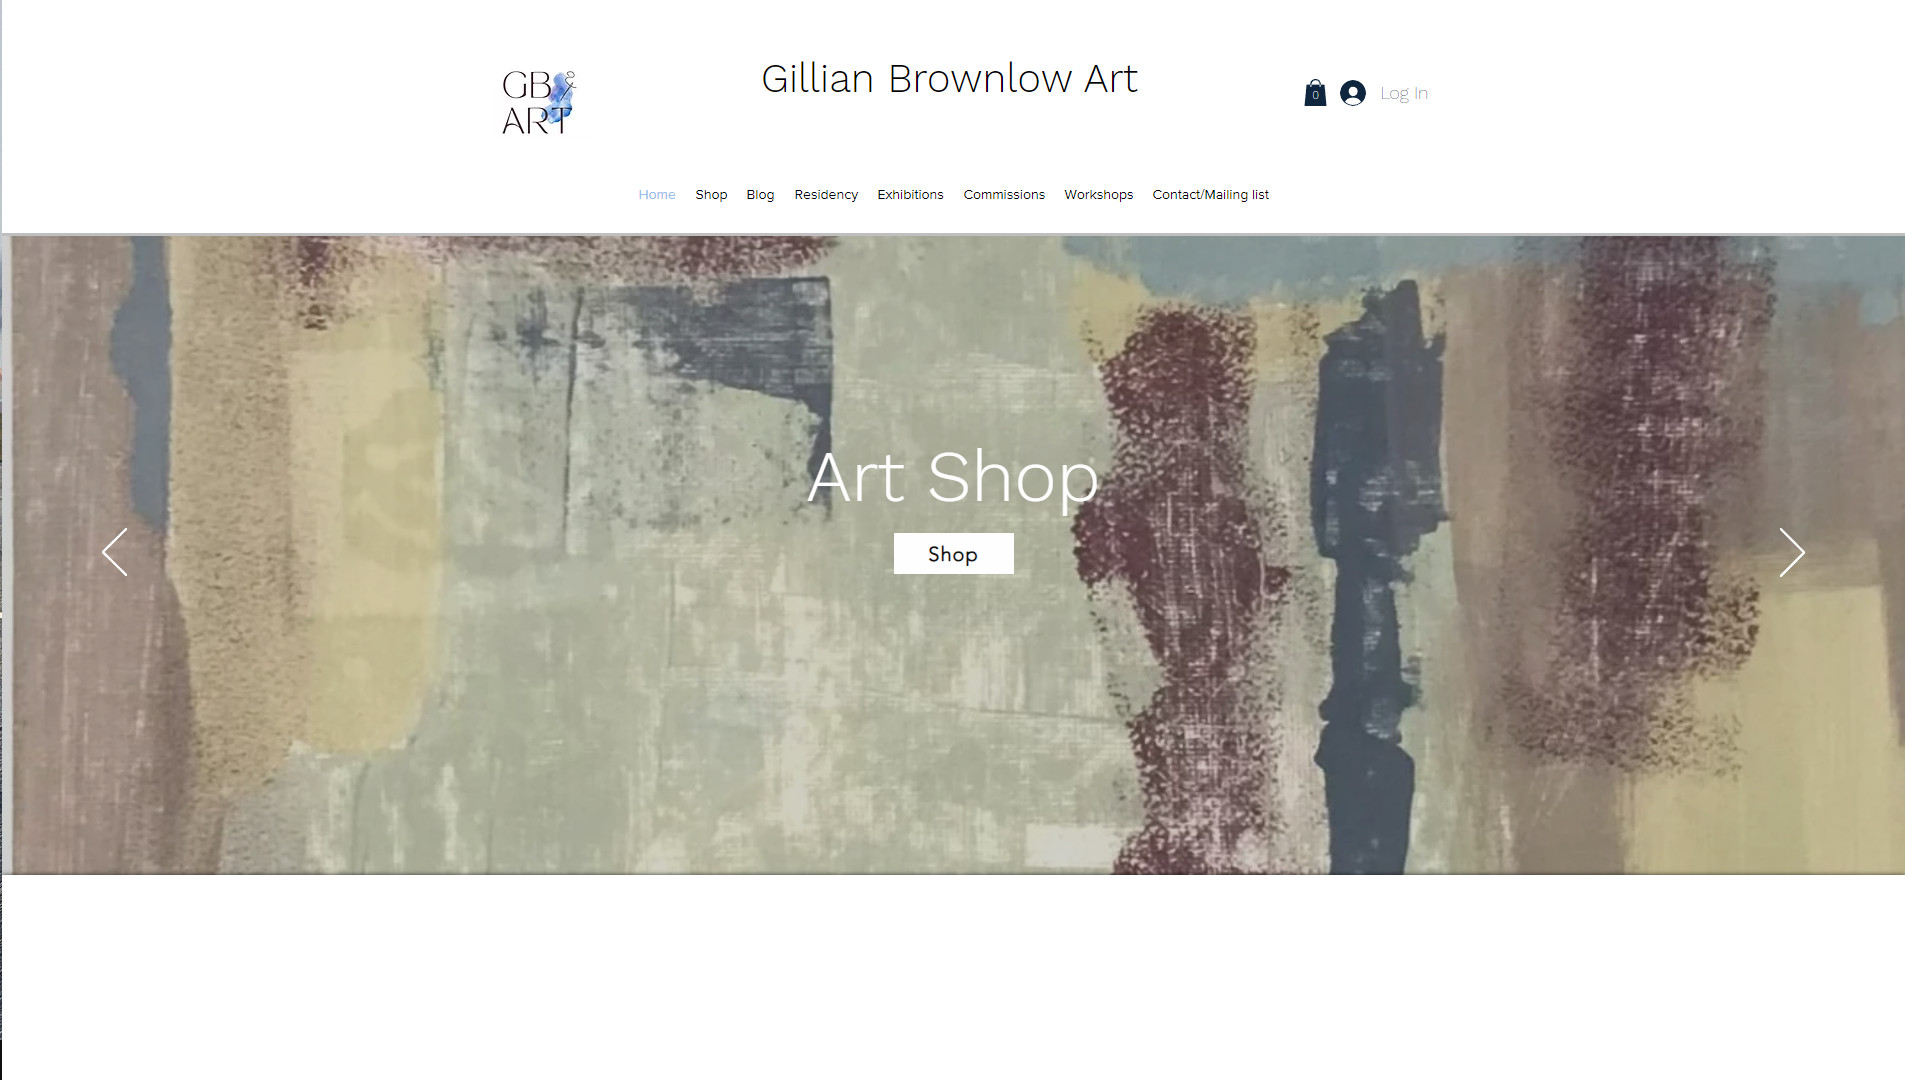 GB
ART
Gillian Brownlow Art
0
Log In
Home Shop Blog Residency Exhibitions Commissions Workshops Contact/Mailing list
Art Shop
Shop